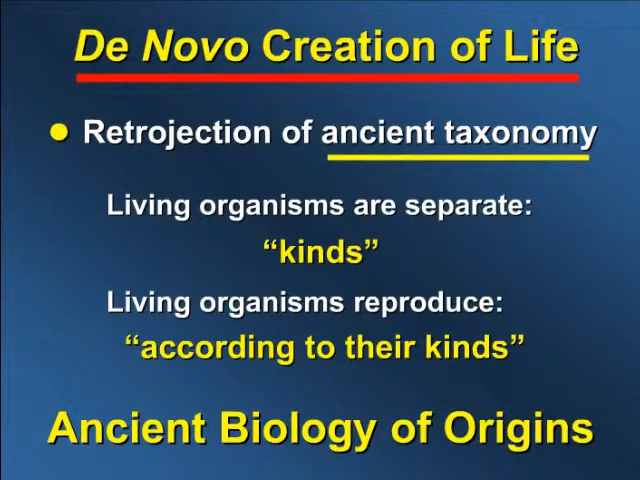 De Novo Creation of Life
● Retrojection of ancient taxonomy
Living organisms are separate:
“kinds”
Living organisms reproduce:
“according to their kinds”
Ancient Biology of Origins